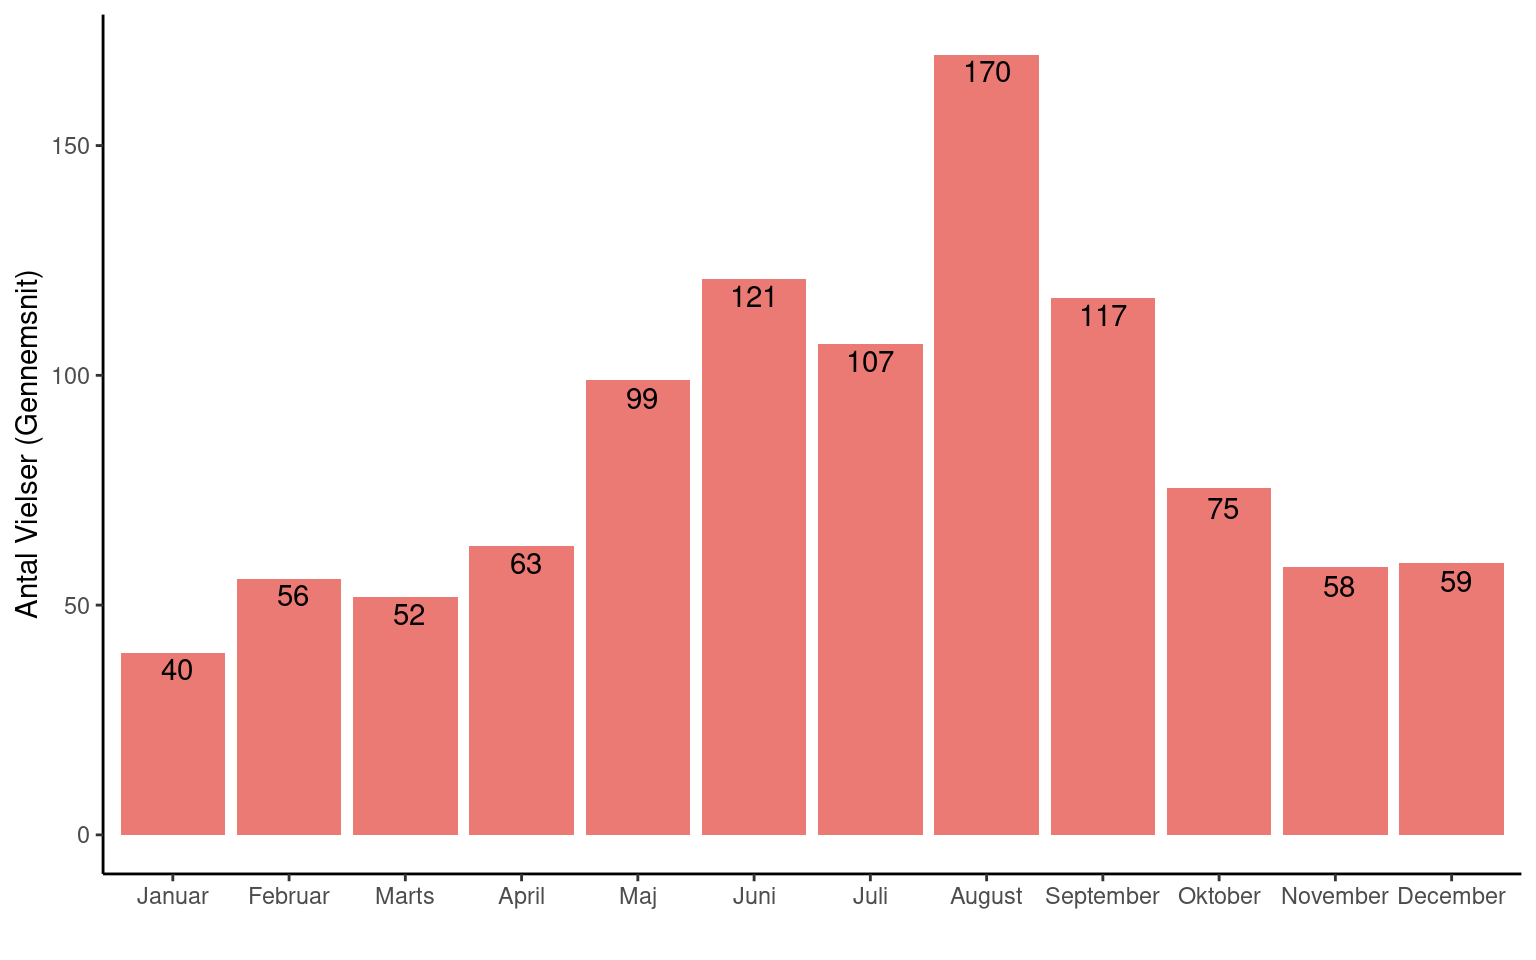 Antal Vielser (Gennemsnit)
150
100
50
0
40
56
52
63
99
121
107
170
117
75
58
59
Januar
Februar
Marts
April
Maj
Juni
Juli
August
September
Oktober
November
December